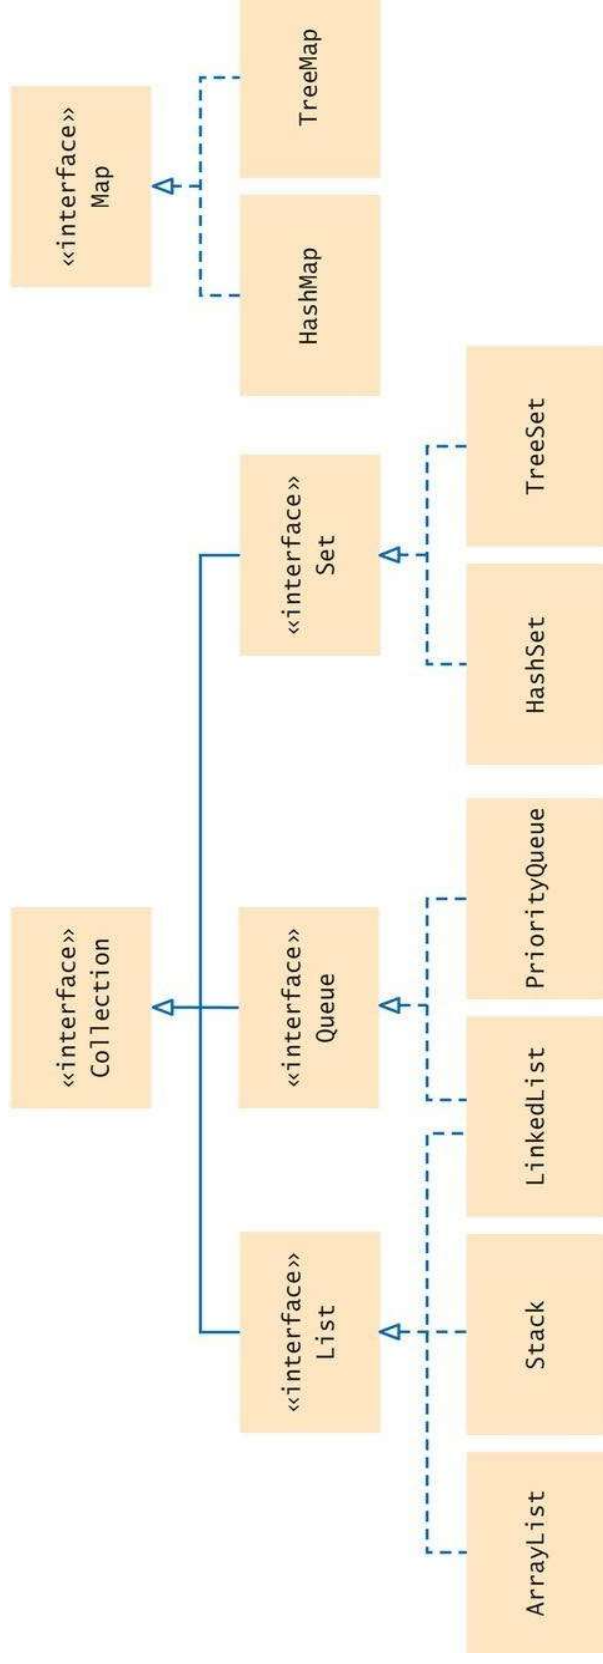 «interface»
Collection
«interface»
Map
«interface»
List
«interface»
Queue
«interface»
Set
HashMap
TreeMap
ArrayList
Stack
LinkedList
PriorityQueue
HashSet
TreeSet